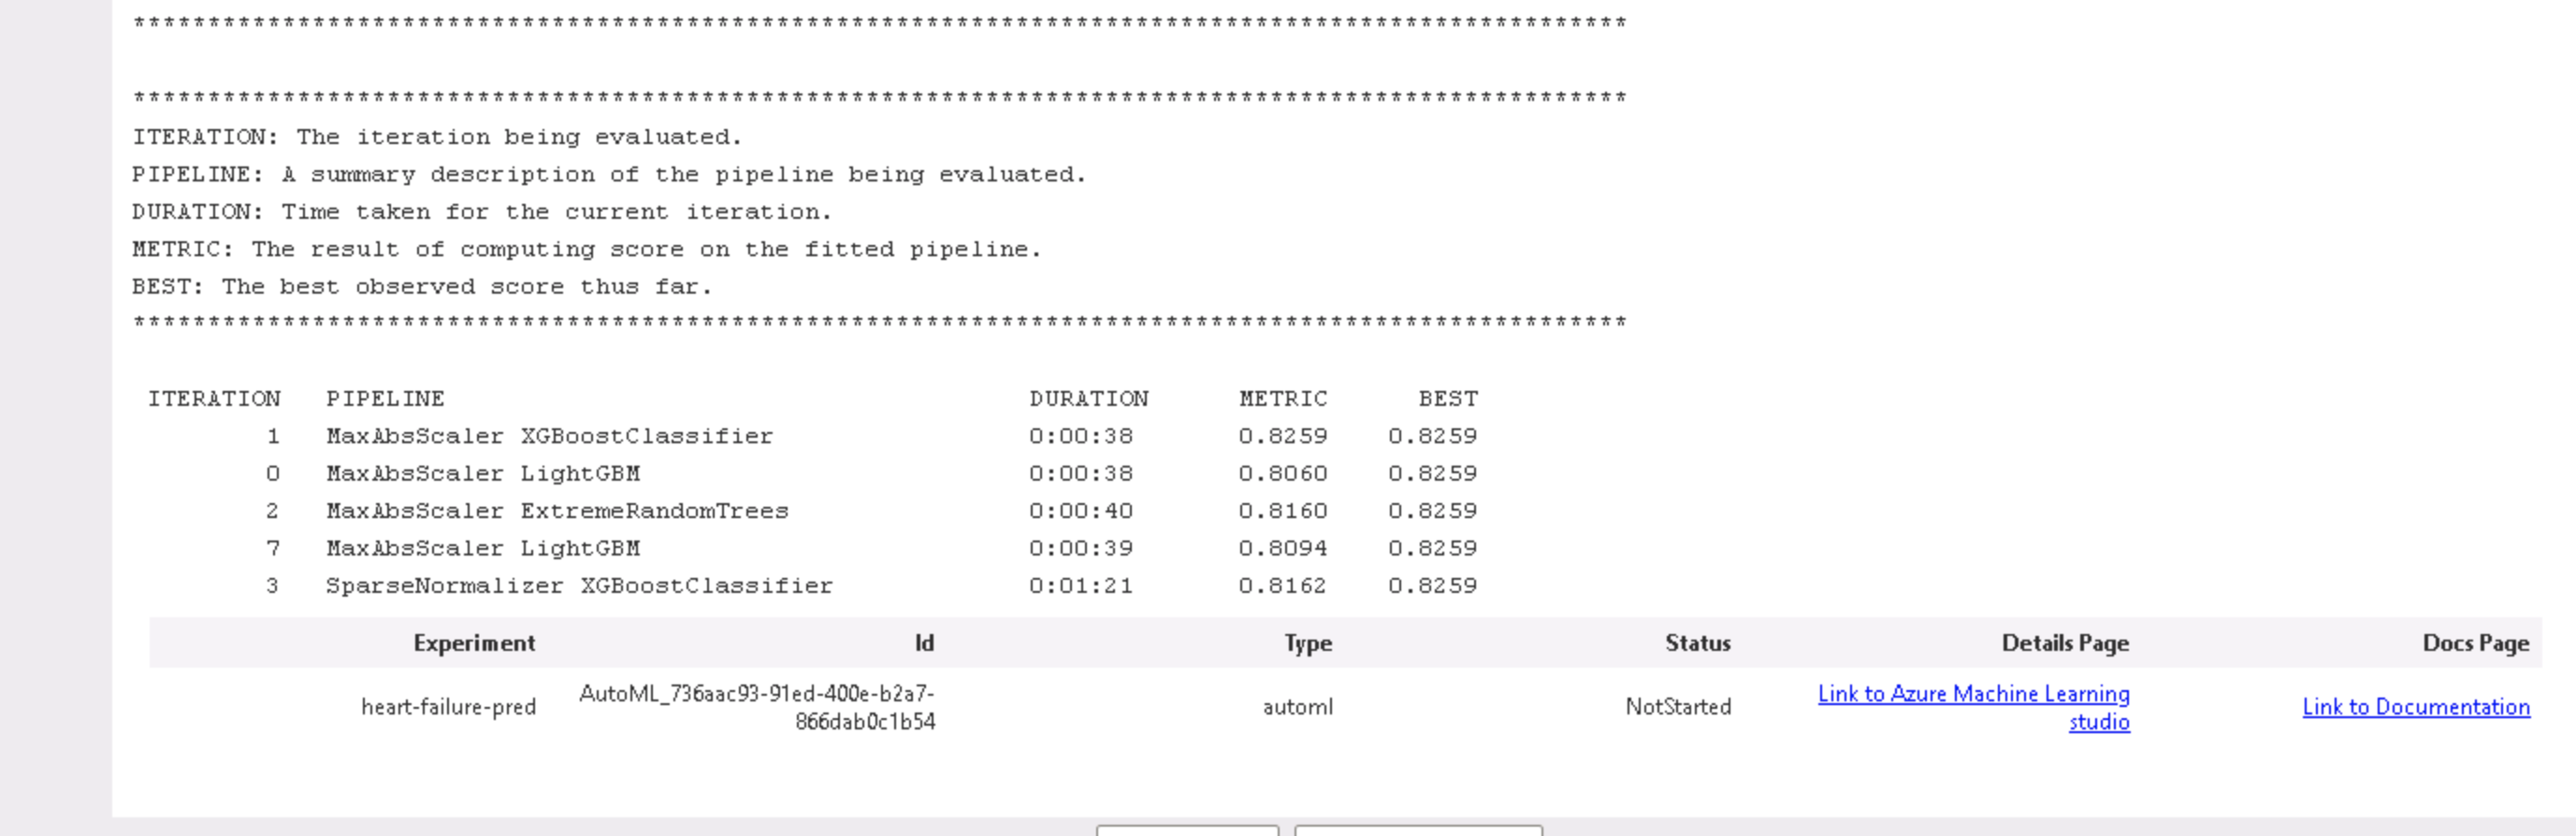 ****************************************************************************************************
****************************************************************************************************
ITERATION: The iteration being evaluated.
PIPELINE: A summary description of the pipeline being evaluated.
DURATION: Time taken for the current iteration.
METRIC: The result of computing score on the fitted pipeline.
BEST: The best observed score thus far.
****************************************************************************************************
ITERATION PIPELINE DURATION METRIC BEST
1 MaxAbsScaler XGBoostClassifier 0:00:38 0.8259 0.8259
0 MaxAbsScaler LightGBM 0:00:38 0.8060 0.8259
2 MaxAbsScaler ExtremeRandomTrees 0:00:40 0.8160 0.8259
7 MaxAbsScaler LightGBM 0:00:39 0.8094 0.8259
3 SparseNormalizer XGBoostClassifier 0:01:21 0.8162 0.8259
Experiment Id Type Status Details Page Docs Page
heart-failure-pred AutoML_736aac93-91ed-400e-b2a7- automl NotStarted Link to Azure Machine Learning Link to Documentation
866dab0c1b54 studio